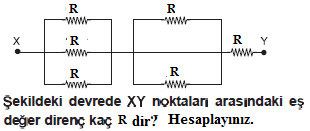 R R
X R R Y
R R
Şekildeki devrede XY noktaları arasındaki eş
değer direnç kaç R dir? Hesaplayınız.